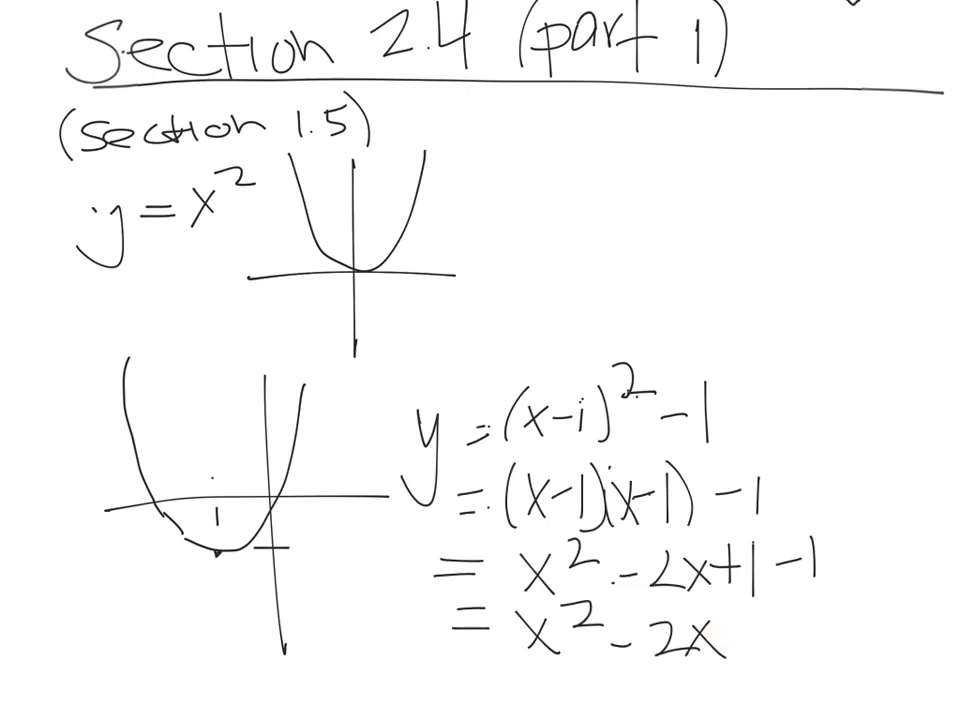 Section 2.4 (part 1)
(section 1.5)
y = x²
1
y = (x-1)² - 1
= (x-1)(x-1) - 1
= x² - 2x + 1 - 1
= x² - 2x